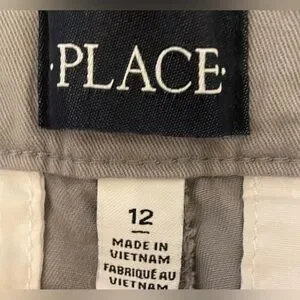 ·PLACE·
12
MADE IN
VIETNAM
FABRIQUÉ AU
VIETNAM